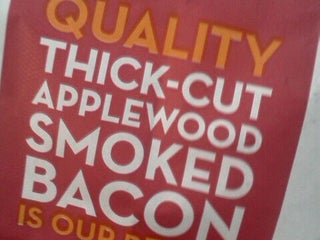 QUALITY
THICK-CUT
APPLEWOOD
SMOKED
BACON
IS OUR